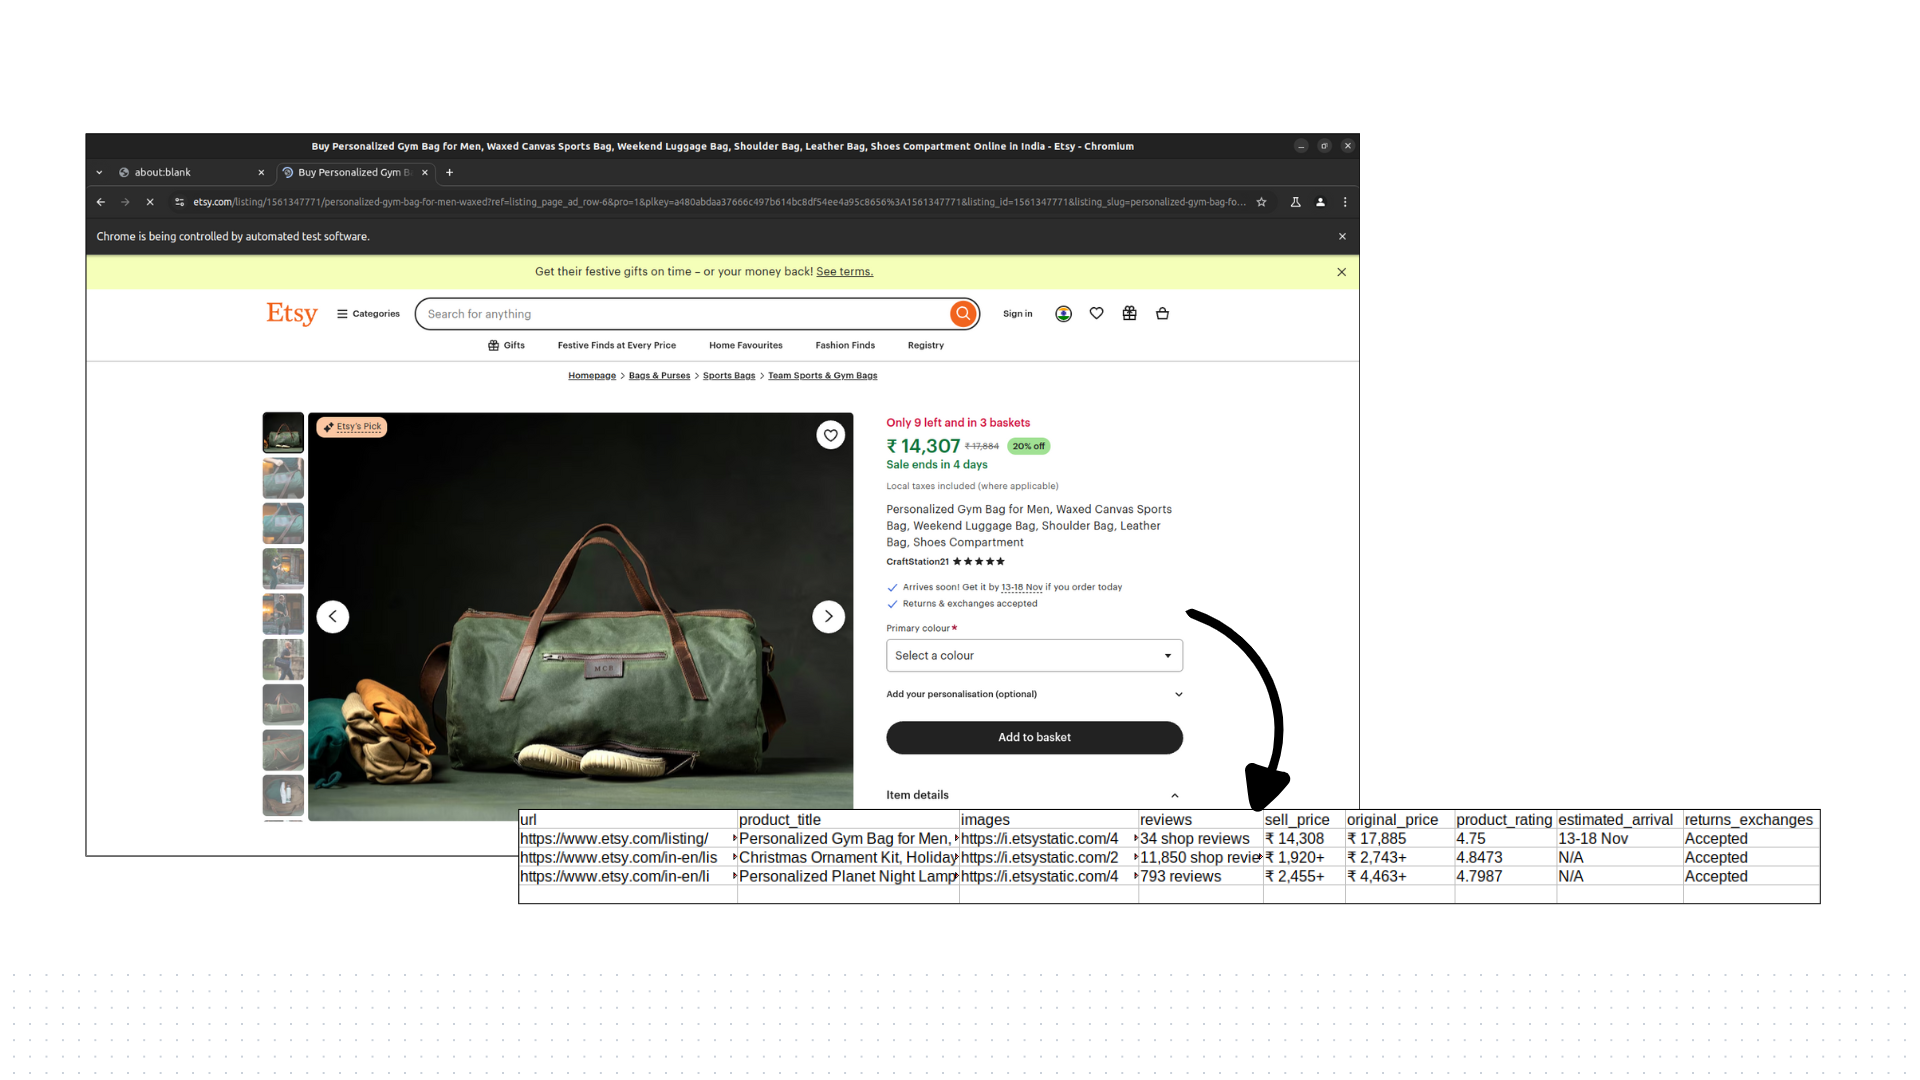 Buy Personalized Gym Bag for Men, Waxed Canvas Sports Bag, Weekend Luggage Bag, Shoulder Bag, Leather Bag, Shoes Compartment Online in India - Etsy - Chromium
about:blank
Buy Personalized Gym B
etsy.com/listing/1561347771/personalized-gym-bag-for-men-waxed?ref=listing_page_ad_row-6&pro=1&plkey=a480abdaa37666c497b614bc8df54ee4a95c8656%3A1561347771&listing_id=1561347771&listing_slug=personalized-gym-bag-fo...
Chrome is being controlled by automated test software.
Get their festive gifts on time – or your money back! See terms.
Etsy
Categories
Search for anything
Sign in
Gifts
Festive Finds at Every Price
Home Favourites
Fashion Finds
Registry
Homepage > Bags & Purses > Sports Bags > Team Sports & Gym Bags
Etsy's Pick
MCB
Only 9 left and in 3 baskets
₹ 14,307 ₹ 17,884 20% off
Sale ends in 4 days
Local taxes included (where applicable)
Personalized Gym Bag for Men, Waxed Canvas Sports
Bag, Weekend Luggage Bag, Shoulder Bag, Leather
Bag, Shoes Compartment
CraftStation21 ★★★★★
Arrives soon! Get it by 13-18 Nov if you order today
Returns & exchanges accepted
Primary colour *
Select a colour
Add your personalisation (optional)
Add to basket
Item details
url product_title images reviews sell_price original_price product_rating estimated_arrival returns_exchanges
https://www.etsy.com/listing/ Personalized Gym Bag for Men, https://i.etsystatic.com/4 34 shop reviews ₹ 14,308 ₹ 17,885 4.75 13-18 Nov Accepted
https://www.etsy.com/in-en/lis Christmas Ornament Kit, Holiday https://i.etsystatic.com/2 11,850 shop revie ₹ 1,920+ ₹ 2,743+ 4.8473 N/A Accepted
https://www.etsy.com/in-en/li Personalized Planet Night Lamp https://i.etsystatic.com/4 793 reviews ₹ 2,455+ ₹ 4,463+ 4.7987 N/A Accepted